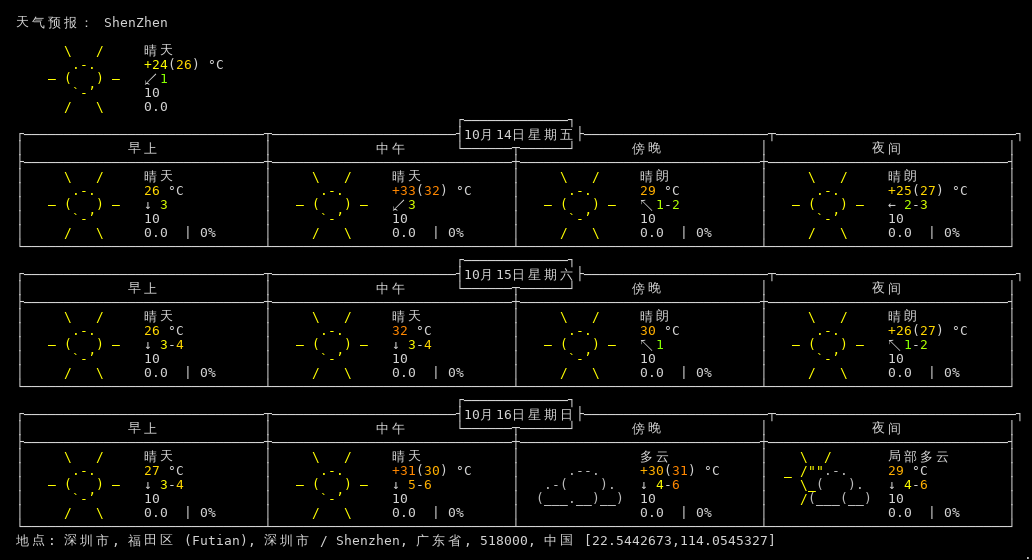 天气预报： ShenZhen
晴天
+24(26) °C
↙ 1
10
0.0
10月14日星期五
早上 中午 傍晚 夜间
晴天 晴天 晴朗 晴朗
26 °C +33(32) °C 29 °C +25(27) °C
↓ 3 ↙ 3 ↖ 1-2 ← 2-3
10 10 10 10
0.0 | 0% 0.0 | 0% 0.0 | 0% 0.0 | 0%
10月15日星期六
早上 中午 傍晚 夜间
晴天 晴天 晴朗 晴朗
26 °C 32 °C 30 °C +26(27) °C
↓ 3-4 ↓ 3-4 ↖ 1 ↖ 1-2
10 10 10 10
0.0 | 0% 0.0 | 0% 0.0 | 0% 0.0 | 0%
10月16日星期日
早上 中午 傍晚 夜间
晴天 晴天 多云 局部多云
27 °C +31(30) °C +30(31) °C 29 °C
↓ 3-4 ↓ 5-6 ↓ 4-6 ↓ 4-6
10 10 10 10
0.0 | 0% 0.0 | 0% 0.0 | 0% 0.0 | 0%
地点: 深圳市, 福田区 (Futian), 深圳市 / Shenzhen, 广东省, 518000, 中国 [22.5442673,114.0545327]